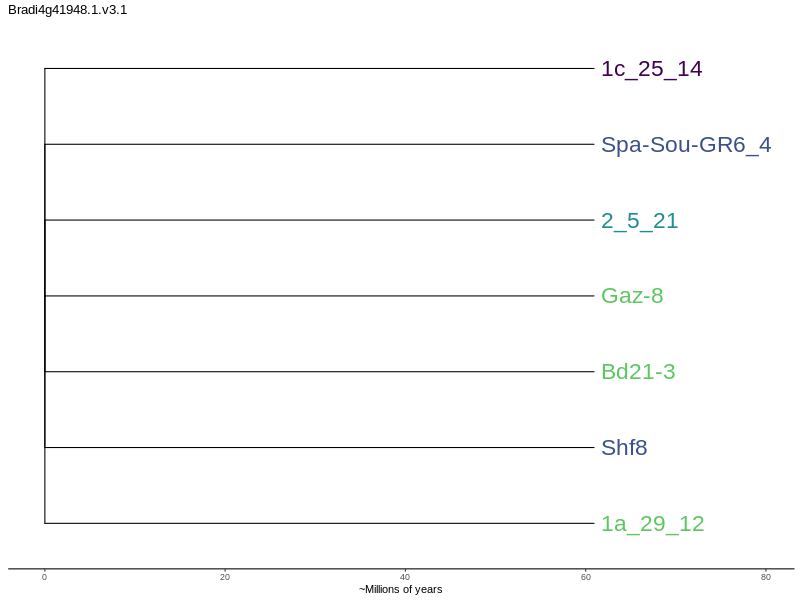 Bradi4g41948.1.v3.1
1c_25_14
Spa-Sou-GR6_4
2_5_21
Gaz-8
Bd21-3
Shf8
1a_29_12
0 20 40 60 80
~Millions of years